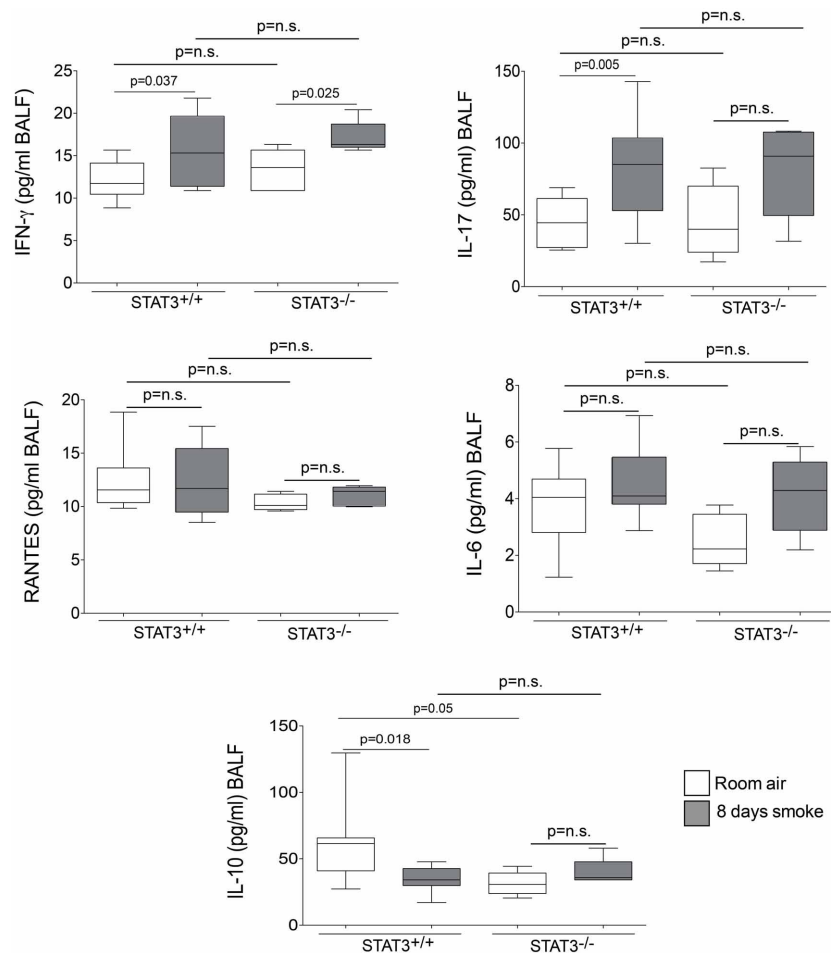 p=n.s.
p=n.s.
p=0.037
p=0.025
25
20
15
10
5
0
IFN-γ (pg/ml BALF)
STAT3+/+
STAT3-/-
p=n.s.
p=n.s.
p=0.005
p=n.s.
150
100
50
0
IL-17 (pg/ml) BALF
STAT3+/+
STAT3-/-
p=n.s.
p=n.s.
p=n.s.
p=n.s.
20
15
10
5
0
RANTES (pg/ml BALF)
STAT3+/+
STAT3-/-
p=n.s.
p=n.s.
p=n.s.
p=n.s.
8
6
4
2
0
IL-6 (pg/ml) BALF
STAT3+/+
STAT3-/-
p=n.s.
p=0.05
p=0.018
p=n.s.
150
100
50
0
IL-10 (pg/ml) BALF
STAT3+/+
STAT3-/-
Room air
8 days smoke